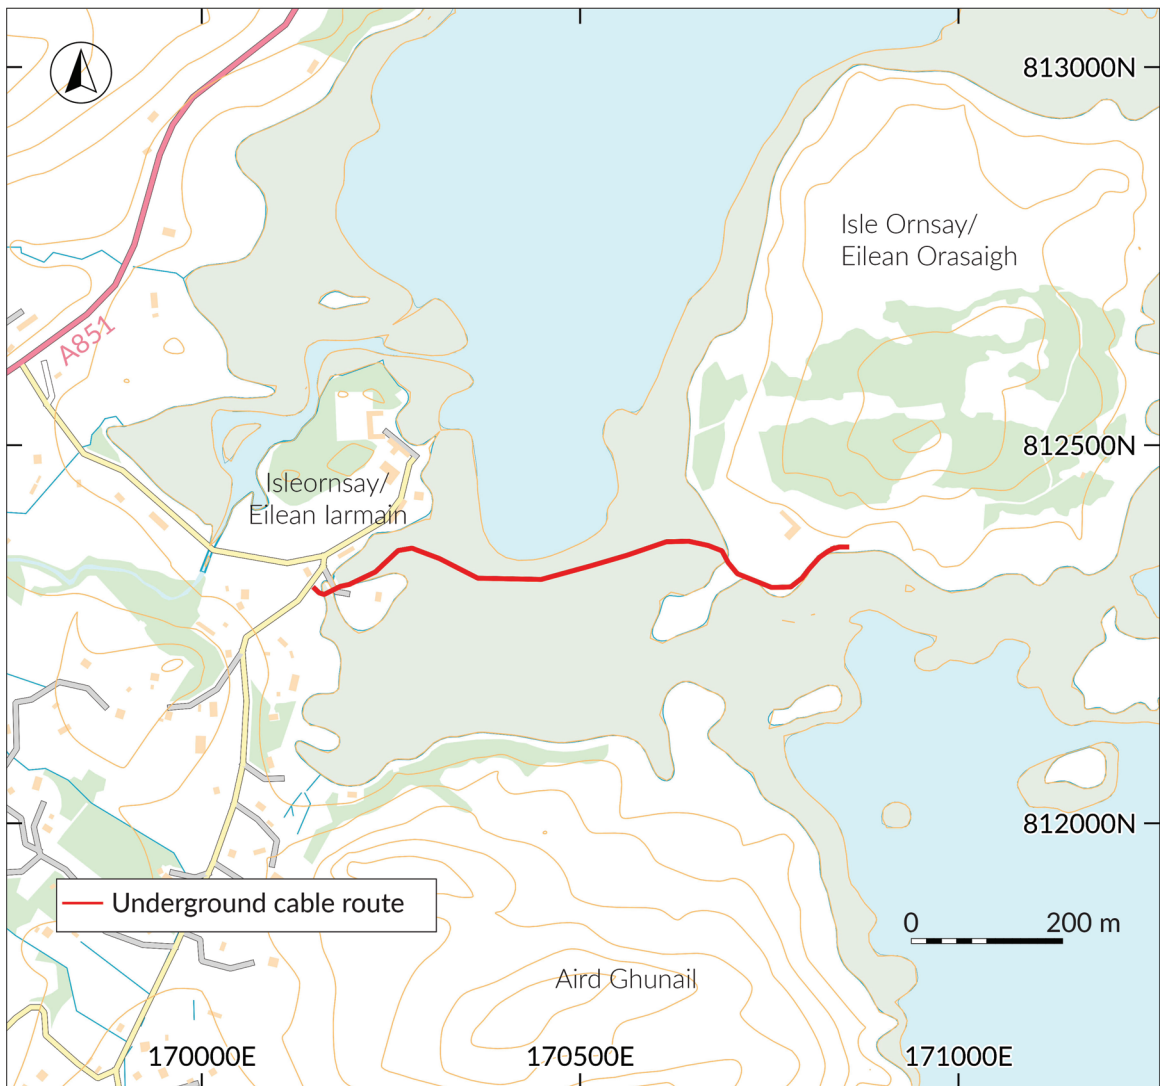 813000N
Isle Ornsay/
Eilean Orasaigh
A851
812500N
Isleornsay/
Eilean Iarmain
812000N
Underground cable route
0 200 m
Aird Ghunail
170000E 170500E 171000E